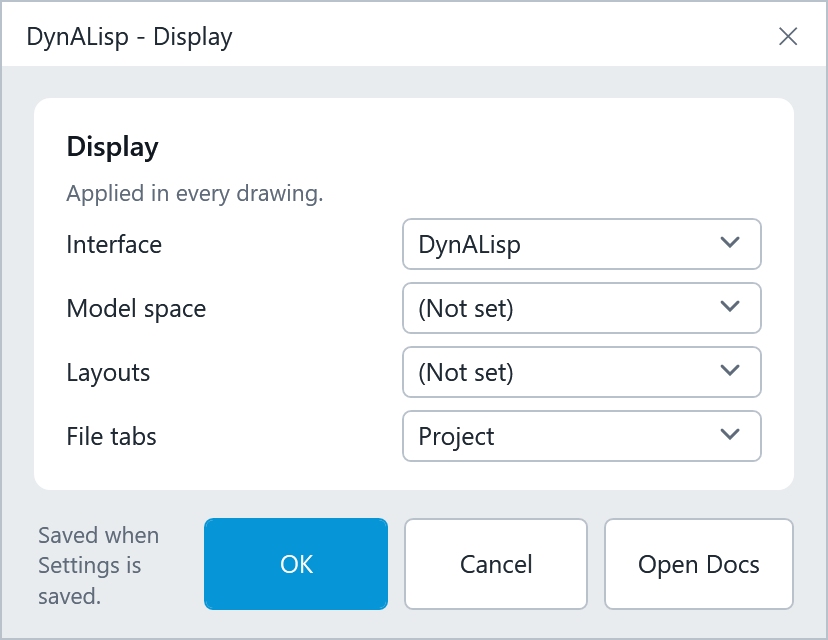 DynALisp - Display
Display
Applied in every drawing.
Interface
DynALisp
Model space
(Not set)
Layouts
(Not set)
File tabs
Project
Saved when
Settings is
saved.
OK
Cancel
Open Docs